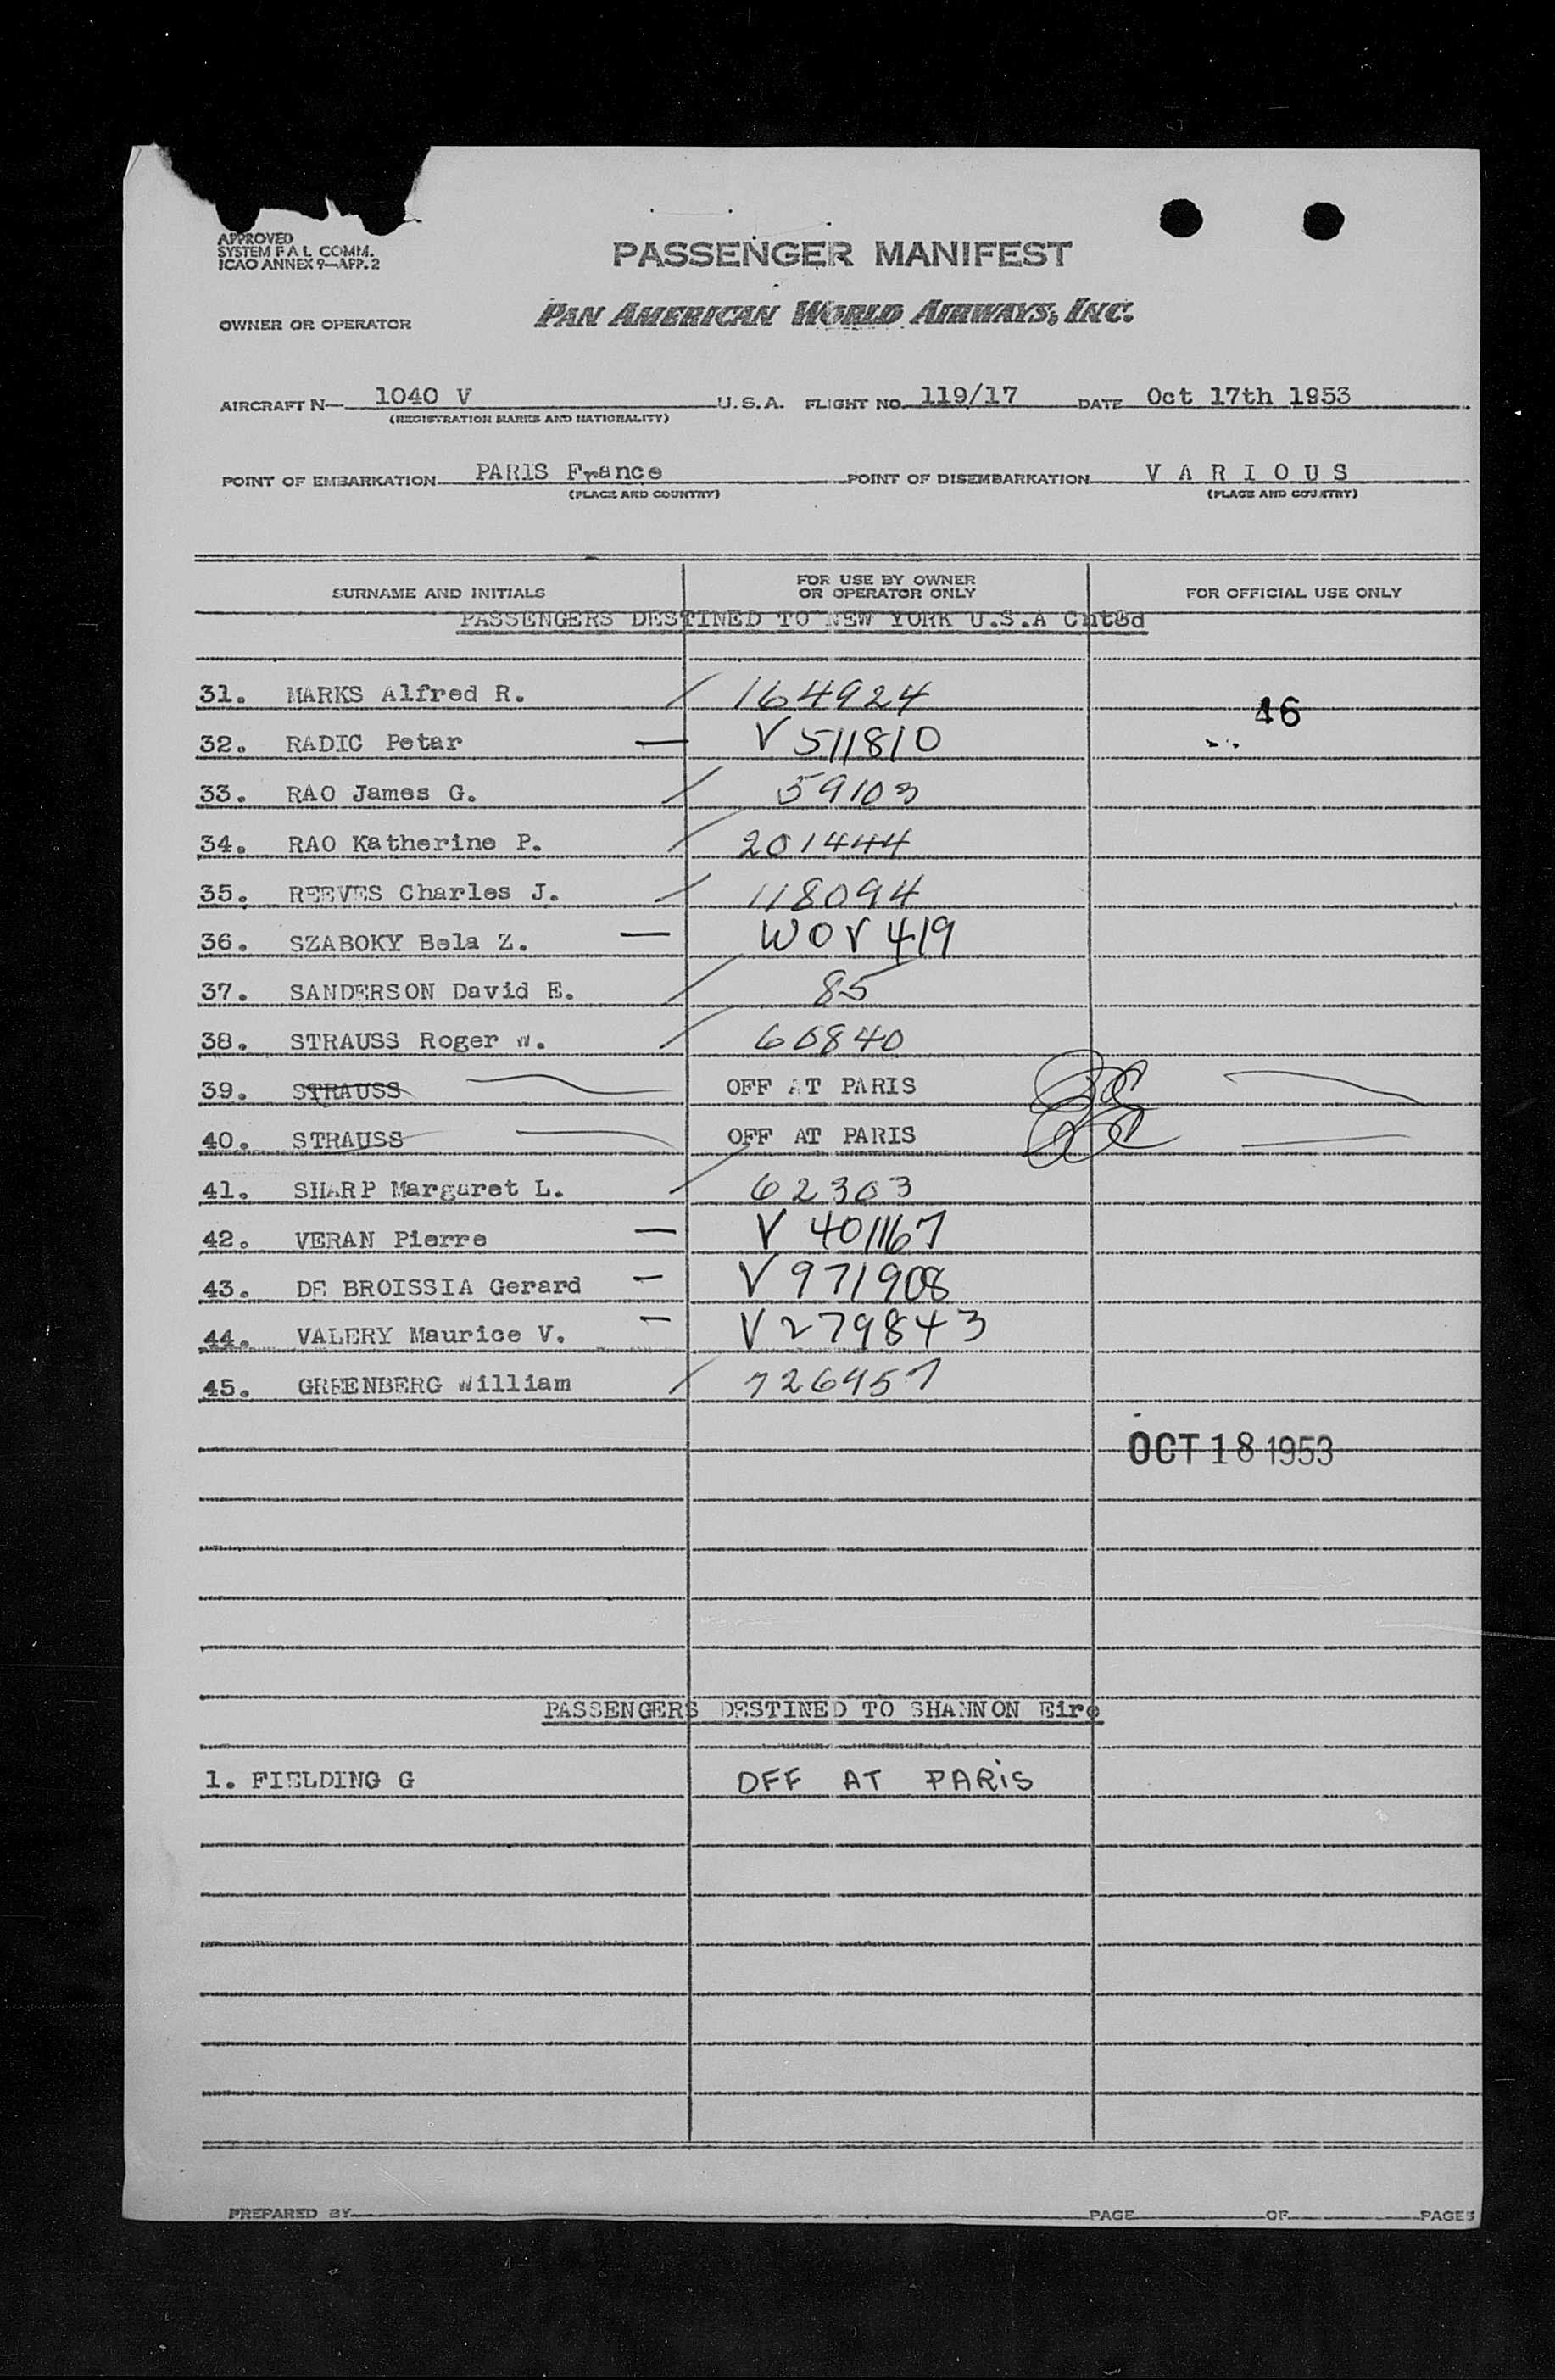 APPROVED
SYSTEM F A L COMM.
ICAO ANNEX 9—APP. 2
PASSENGER MANIFEST
OWNER OR OPERATOR PAN AMERICAN WORLD AIRWAYS, INC.
AIRCRAFT N— 1040 V U.S.A. FLIGHT NO. 119/17 DATE Oct 17th 1953
(REGISTRATION MARKS AND NATIONALITY)
POINT OF EMBARKATION PARIS France POINT OF DISEMBARKATION V A R I O U S
(PLACE AND COUNTRY) (PLACE AND COUNTRY)
SURNAME AND INITIALS FOR USE BY OWNER OR OPERATOR ONLY FOR OFFICIAL USE ONLY
PASSENGERS DESTINED TO NEW YORK U.S.A
31. MARKS Alfred R. / 164924
46
32. RADIC Petar — V 511810
33. RAO James G. / 59103
34. RAO Katherine P. / 201444
35. REEVES Charles J. / 118094
36. SZABOKY Bela Z. — WOV 419
37. SANDERSON David E. / 85
38. STRAUSS Roger W. / 60840
39. STRAUSS OFF AT PARIS
40. STRAUSS OFF AT PARIS
41. SHARP Margaret L. / 62303
42. VERAN Pierre — V 401167
43. DE BROISSIA Gerard — V 971908
44. VALERY Maurice V. — V 279843
45. GREENBERG William / 726957
OCT 18 1953
PASSENGERS DESTINED TO SHANNON Eire
1. FIELDING G OFF AT PARIS
PREPARED BY PAGE OF PAGES